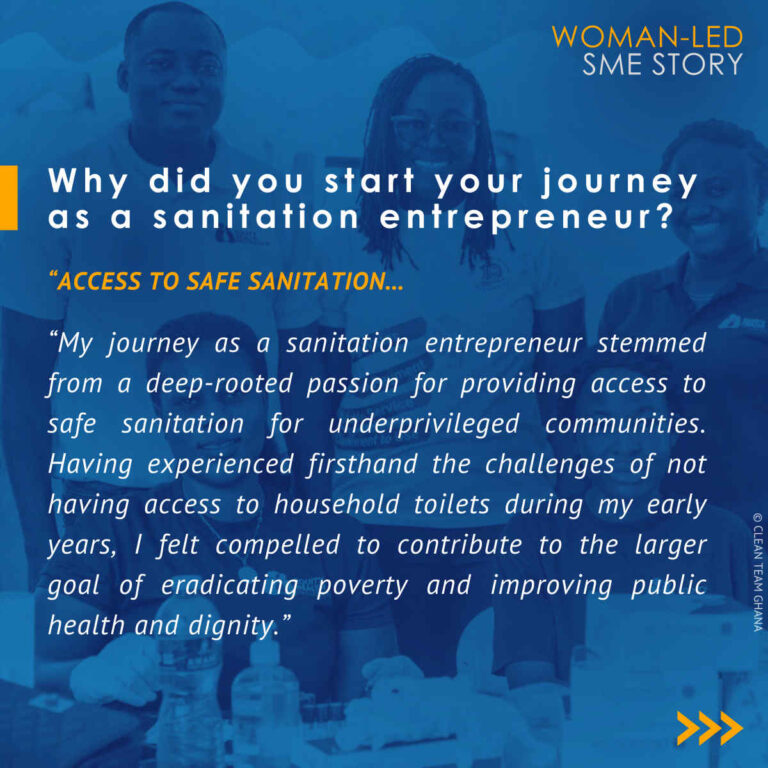 WOMAN-LED
SME STORY
Why did you start your journey
as a sanitation entrepreneur?
“ACCESS TO SAFE SANITATION...
“My journey as a sanitation entrepreneur stemmed
from a deep-rooted passion for providing access to
safe sanitation for underprivileged communities.
Having experienced firsthand the challenges of not
having access to household toilets during my early
years, I felt compelled to contribute to the larger
goal of eradicating poverty and improving public
health and dignity.”
© CLEAN TEAM GHANA